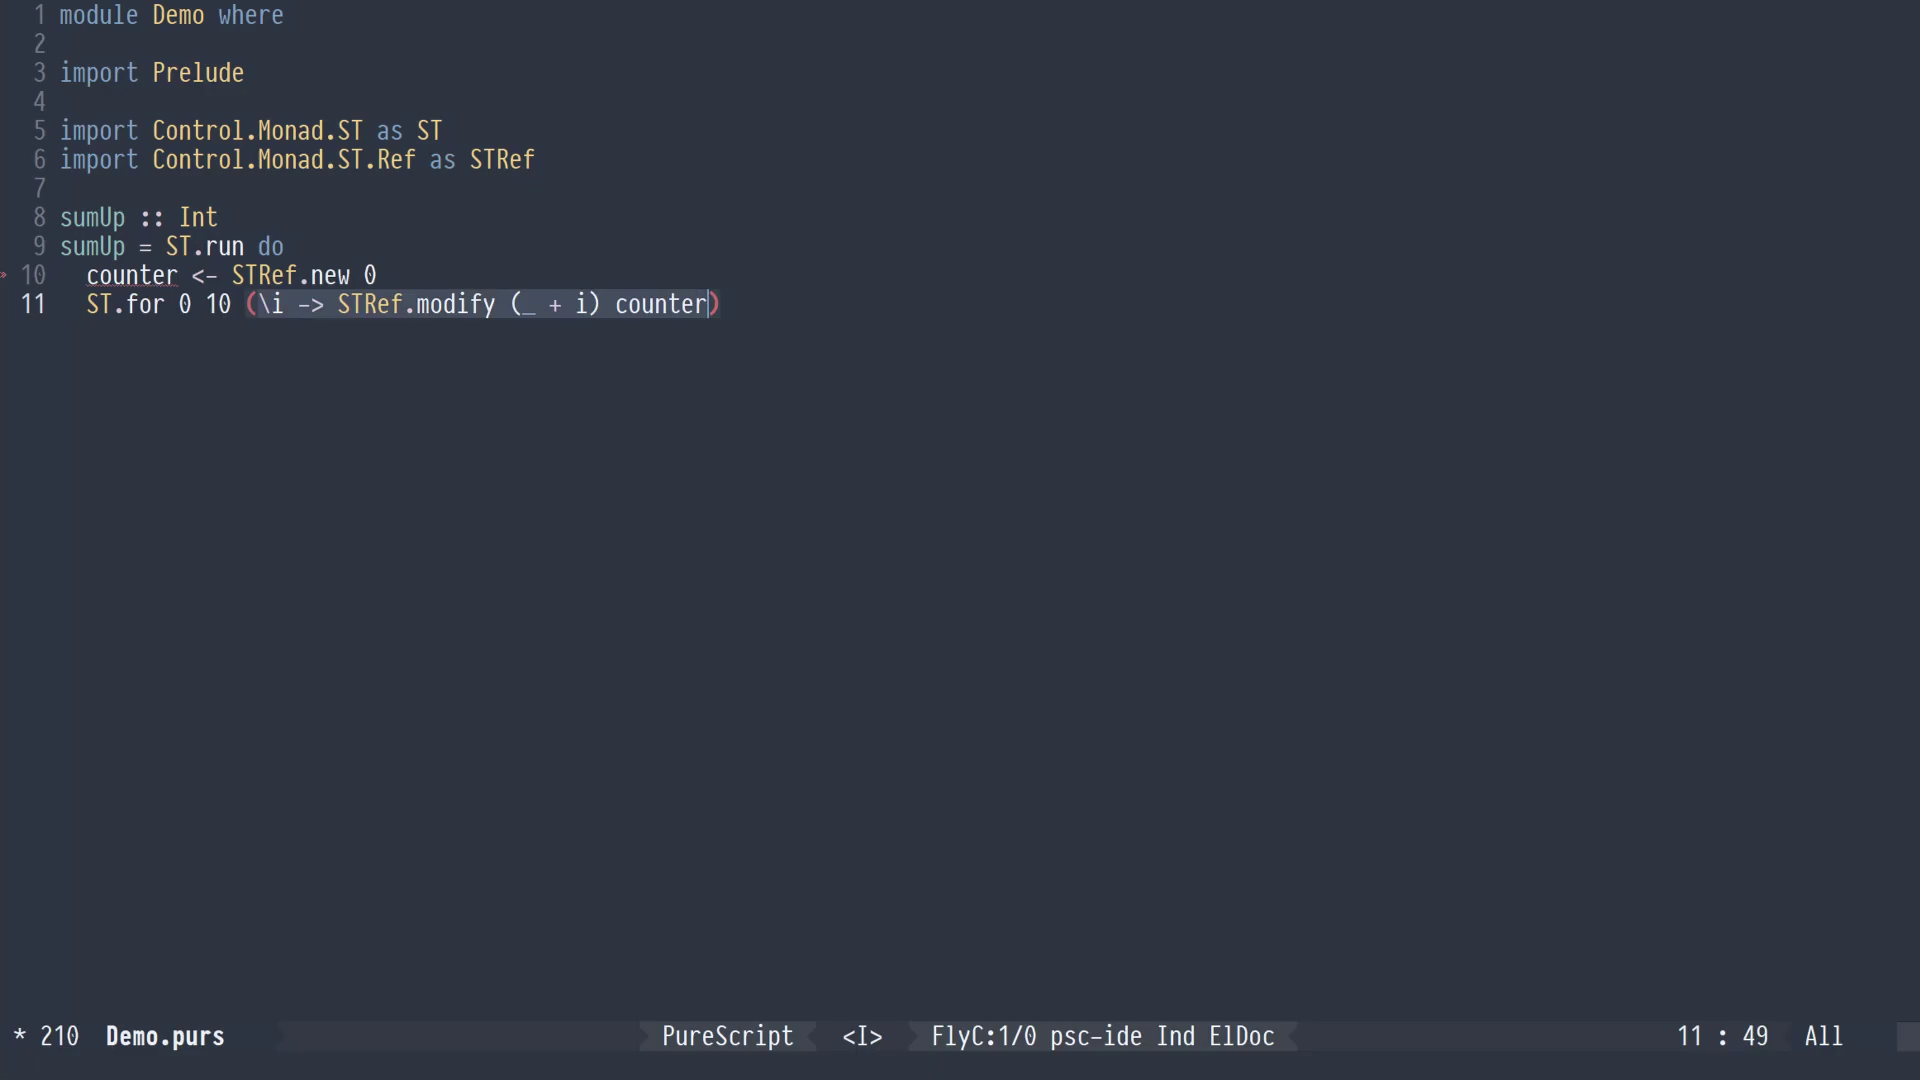 1 module Demo where
2
3 import Prelude
4
5 import Control.Monad.ST as ST
6 import Control.Monad.ST.Ref as STRef
7
8 sumUp :: Int
9 sumUp = ST.run do
» 10   counter <- STRef.new 0
11   ST.for 0 10 (\i -> STRef.modify (_ + i) counter)
* 210 Demo.purs PureScript <I> FlyC:1/0 psc-ide Ind ElDoc 11 : 49 All